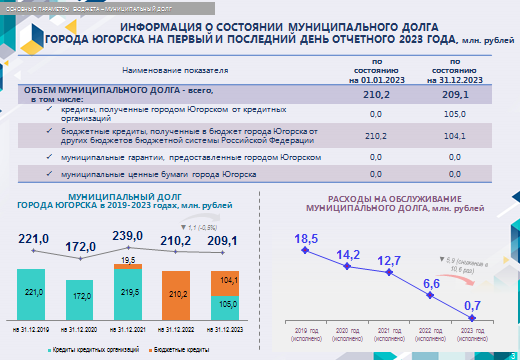 ОСНОВНЫЕ ПАРАМЕТРЫ БЮДЖЕТА – МУНИЦИПАЛЬНЫЙ ДОЛГ
ИНФОРМАЦИЯ О СОСТОЯНИИ МУНИЦИПАЛЬНОГО ДОЛГА
ГОРОДА ЮГОРСКА НА ПЕРВЫЙ И ПОСЛЕДНИЙ ДЕНЬ ОТЧЕТНОГО 2023 ГОДА, млн. рублей
Наименование показателя
по
состоянию
на 01.01.2023
по
состоянию
на 31.12.2023
ОБЪЕМ МУНИЦИПАЛЬНОГО ДОЛГА - всего,
в том числе:
210,2
209,1
✓ кредиты, полученные городом Югорском от кредитных
организаций
0,0
105,0
✓ бюджетные кредиты, полученные в бюджет города Югорска от
других бюджетов бюджетной системы Российской Федерации
210,2
104,1
✓ муниципальные гарантии, предоставленные городом Югорском
0,0
0,0
✓ муниципальные ценные бумаги города Югорска
0,0
0,0
МУНИЦИПАЛЬНЫЙ ДОЛГ
ГОРОДА ЮГОРСКА в 2019-2023 годах, млн. рублей
▼ 1,1 (-0,5%)
221,0
172,0
239,0
210,2
209,1
19,5
221,0
172,0
219,5
210,2
104,1
105,0
на 31.12.2019
на 31.12.2020
на 31.12.2021
на 31.12.2022
на 31.12.2023
Кредиты кредитных организаций
Бюджетные кредиты
РАСХОДЫ НА ОБСЛУЖИВАНИЕ
МУНИЦИПАЛЬНОГО ДОЛГА, млн. рублей
18,5
14,2
12,7
6,6
0,7
▼ 5,9 (снижение в
2019 год
(исполнено)
2020 год
(исполнено)
2021 год
(исполнено)
2022 год
(исполнено)
2023 год
(исполнено)
3